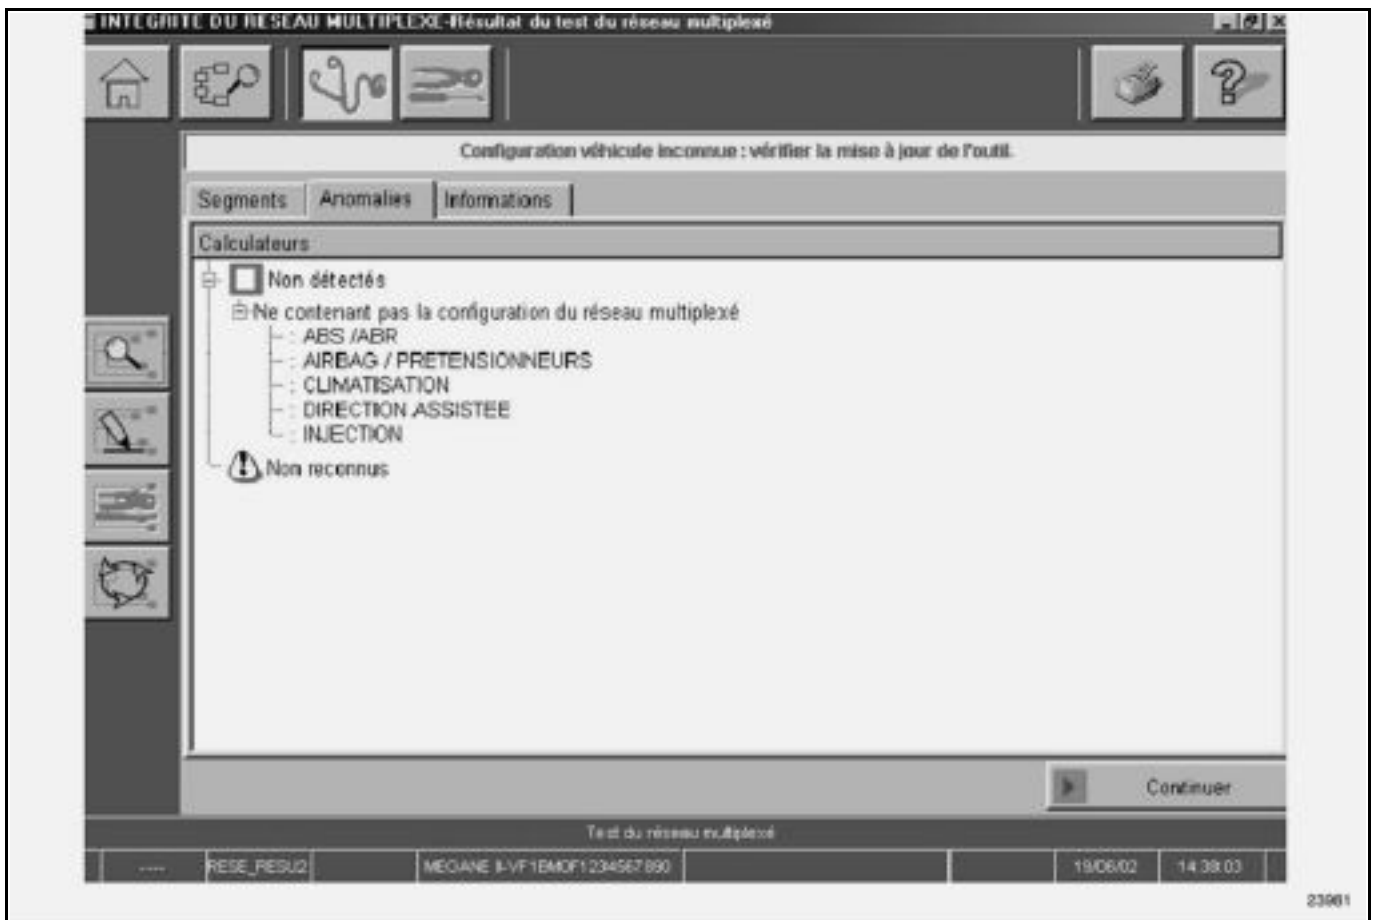 INTEGRITE DU RESEAU MULTIPLEXE-Résultat du test du réseau multiplexé
Configuration véhicule inconnue : vérifier la mise à jour de l'outil.
Segments Anomalies Informations
Calculateurs
Non détectés
Ne contenant pas la configuration du réseau multiplexé
: ABS /ABR
: AIRBAG / PRETENSIONNEURS
: CLIMATISATION
: DIRECTION ASSISTEE
: INJECTION
Non reconnus
Continuer
Test du réseau multiplexé
---- RESE_RESU2 MEGANE II-VF1BM0F1234567890 19/06/02 14:38:03
23981